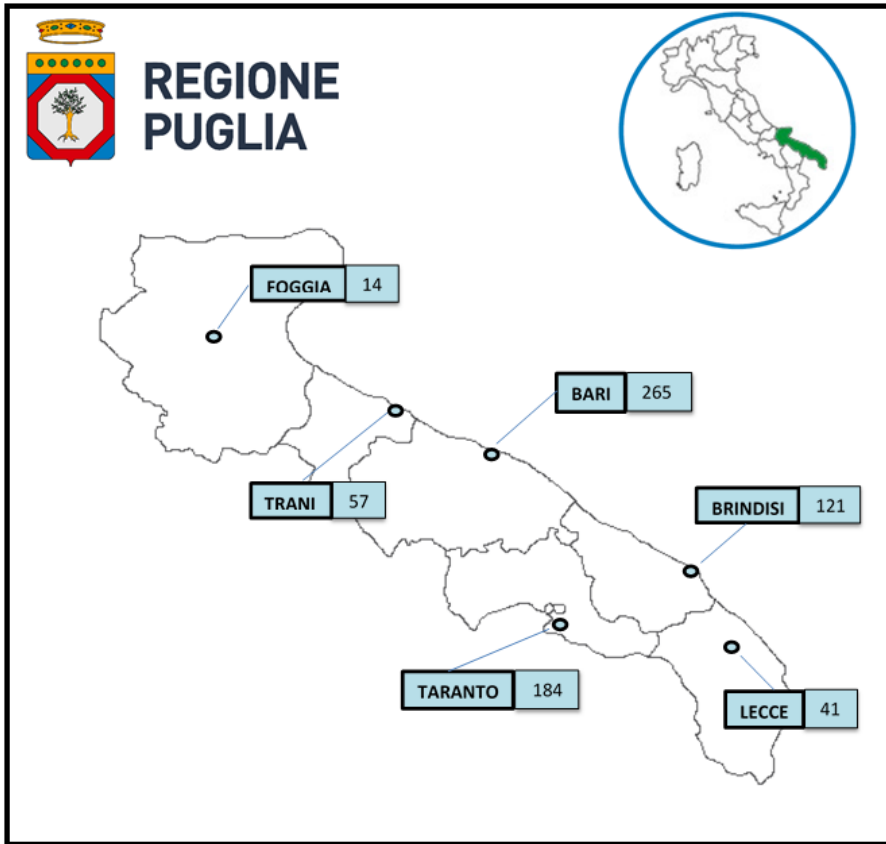 REGIONE
PUGLIA
FOGGIA 14
BARI 265
TRANI 57
BRINDISI 121
TARANTO 184
LECCE 41